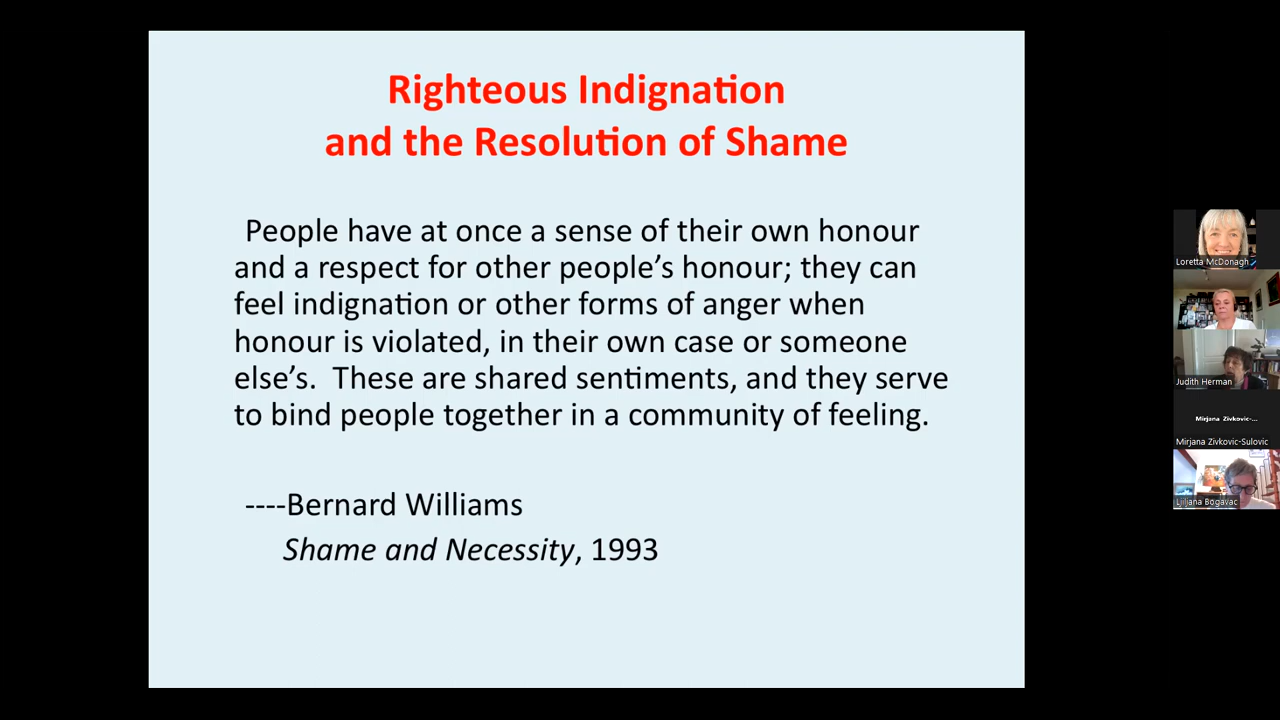 Righteous Indignation
and the Resolution of Shame
People have at once a sense of their own honour
and a respect for other people's honour; they can
feel indignation or other forms of anger when
honour is violated, in their own case or someone
else's.  These are shared sentiments, and they serve
to bind people together in a community of feeling.
----Bernard Williams
Shame and Necessity, 1993
Loretta McDonagh
Judith Herman
Mirjana Zivkovic-...
Mirjana Zivkovic-Sulovic
Ljiljana Bogavac